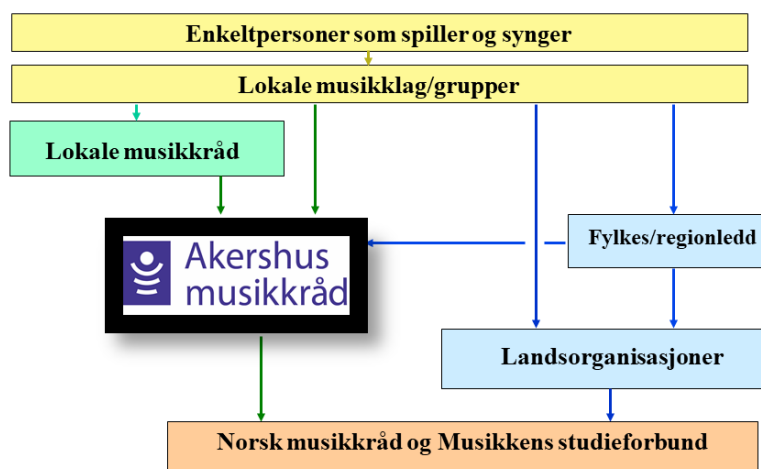 Enkeltpersoner som spiller og synger
Lokale musikklag/grupper
Lokale musikkråd
Akershus
musikkråd
Fylkes/regionledd
Landsorganisasjoner
Norsk musikkråd og Musikkens studieforbund